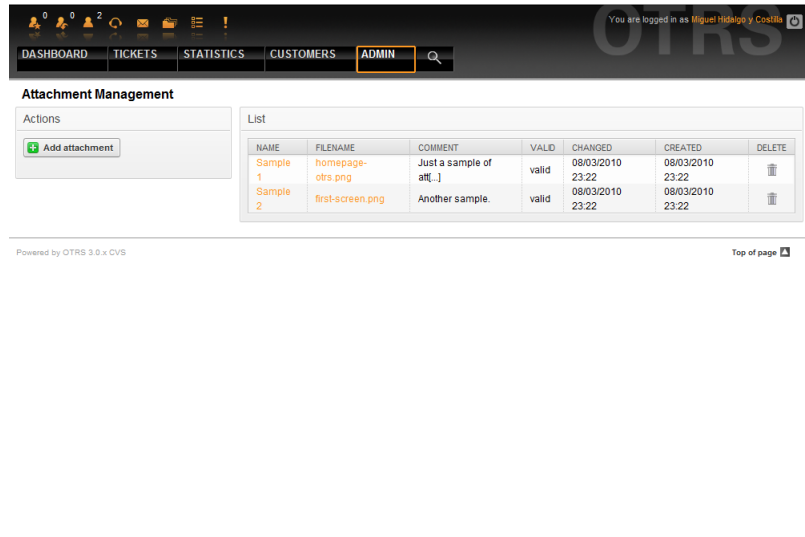 0 0 2
You are logged in as Miguel Hidalgo y Costilla
OTRS
DASHBOARD TICKETS STATISTICS CUSTOMERS ADMIN
Attachment Management
Actions
Add attachment
List
NAME FILENAME COMMENT VALID CHANGED CREATED DELETE
Sample 1 homepage-otrs.png Just a sample of att[...] valid 08/03/2010 23:22 08/03/2010 23:22
Sample 2 first-screen.png Another sample. valid 08/03/2010 23:22 08/03/2010 23:22
Powered by OTRS 3.0.x CVS
Top of page